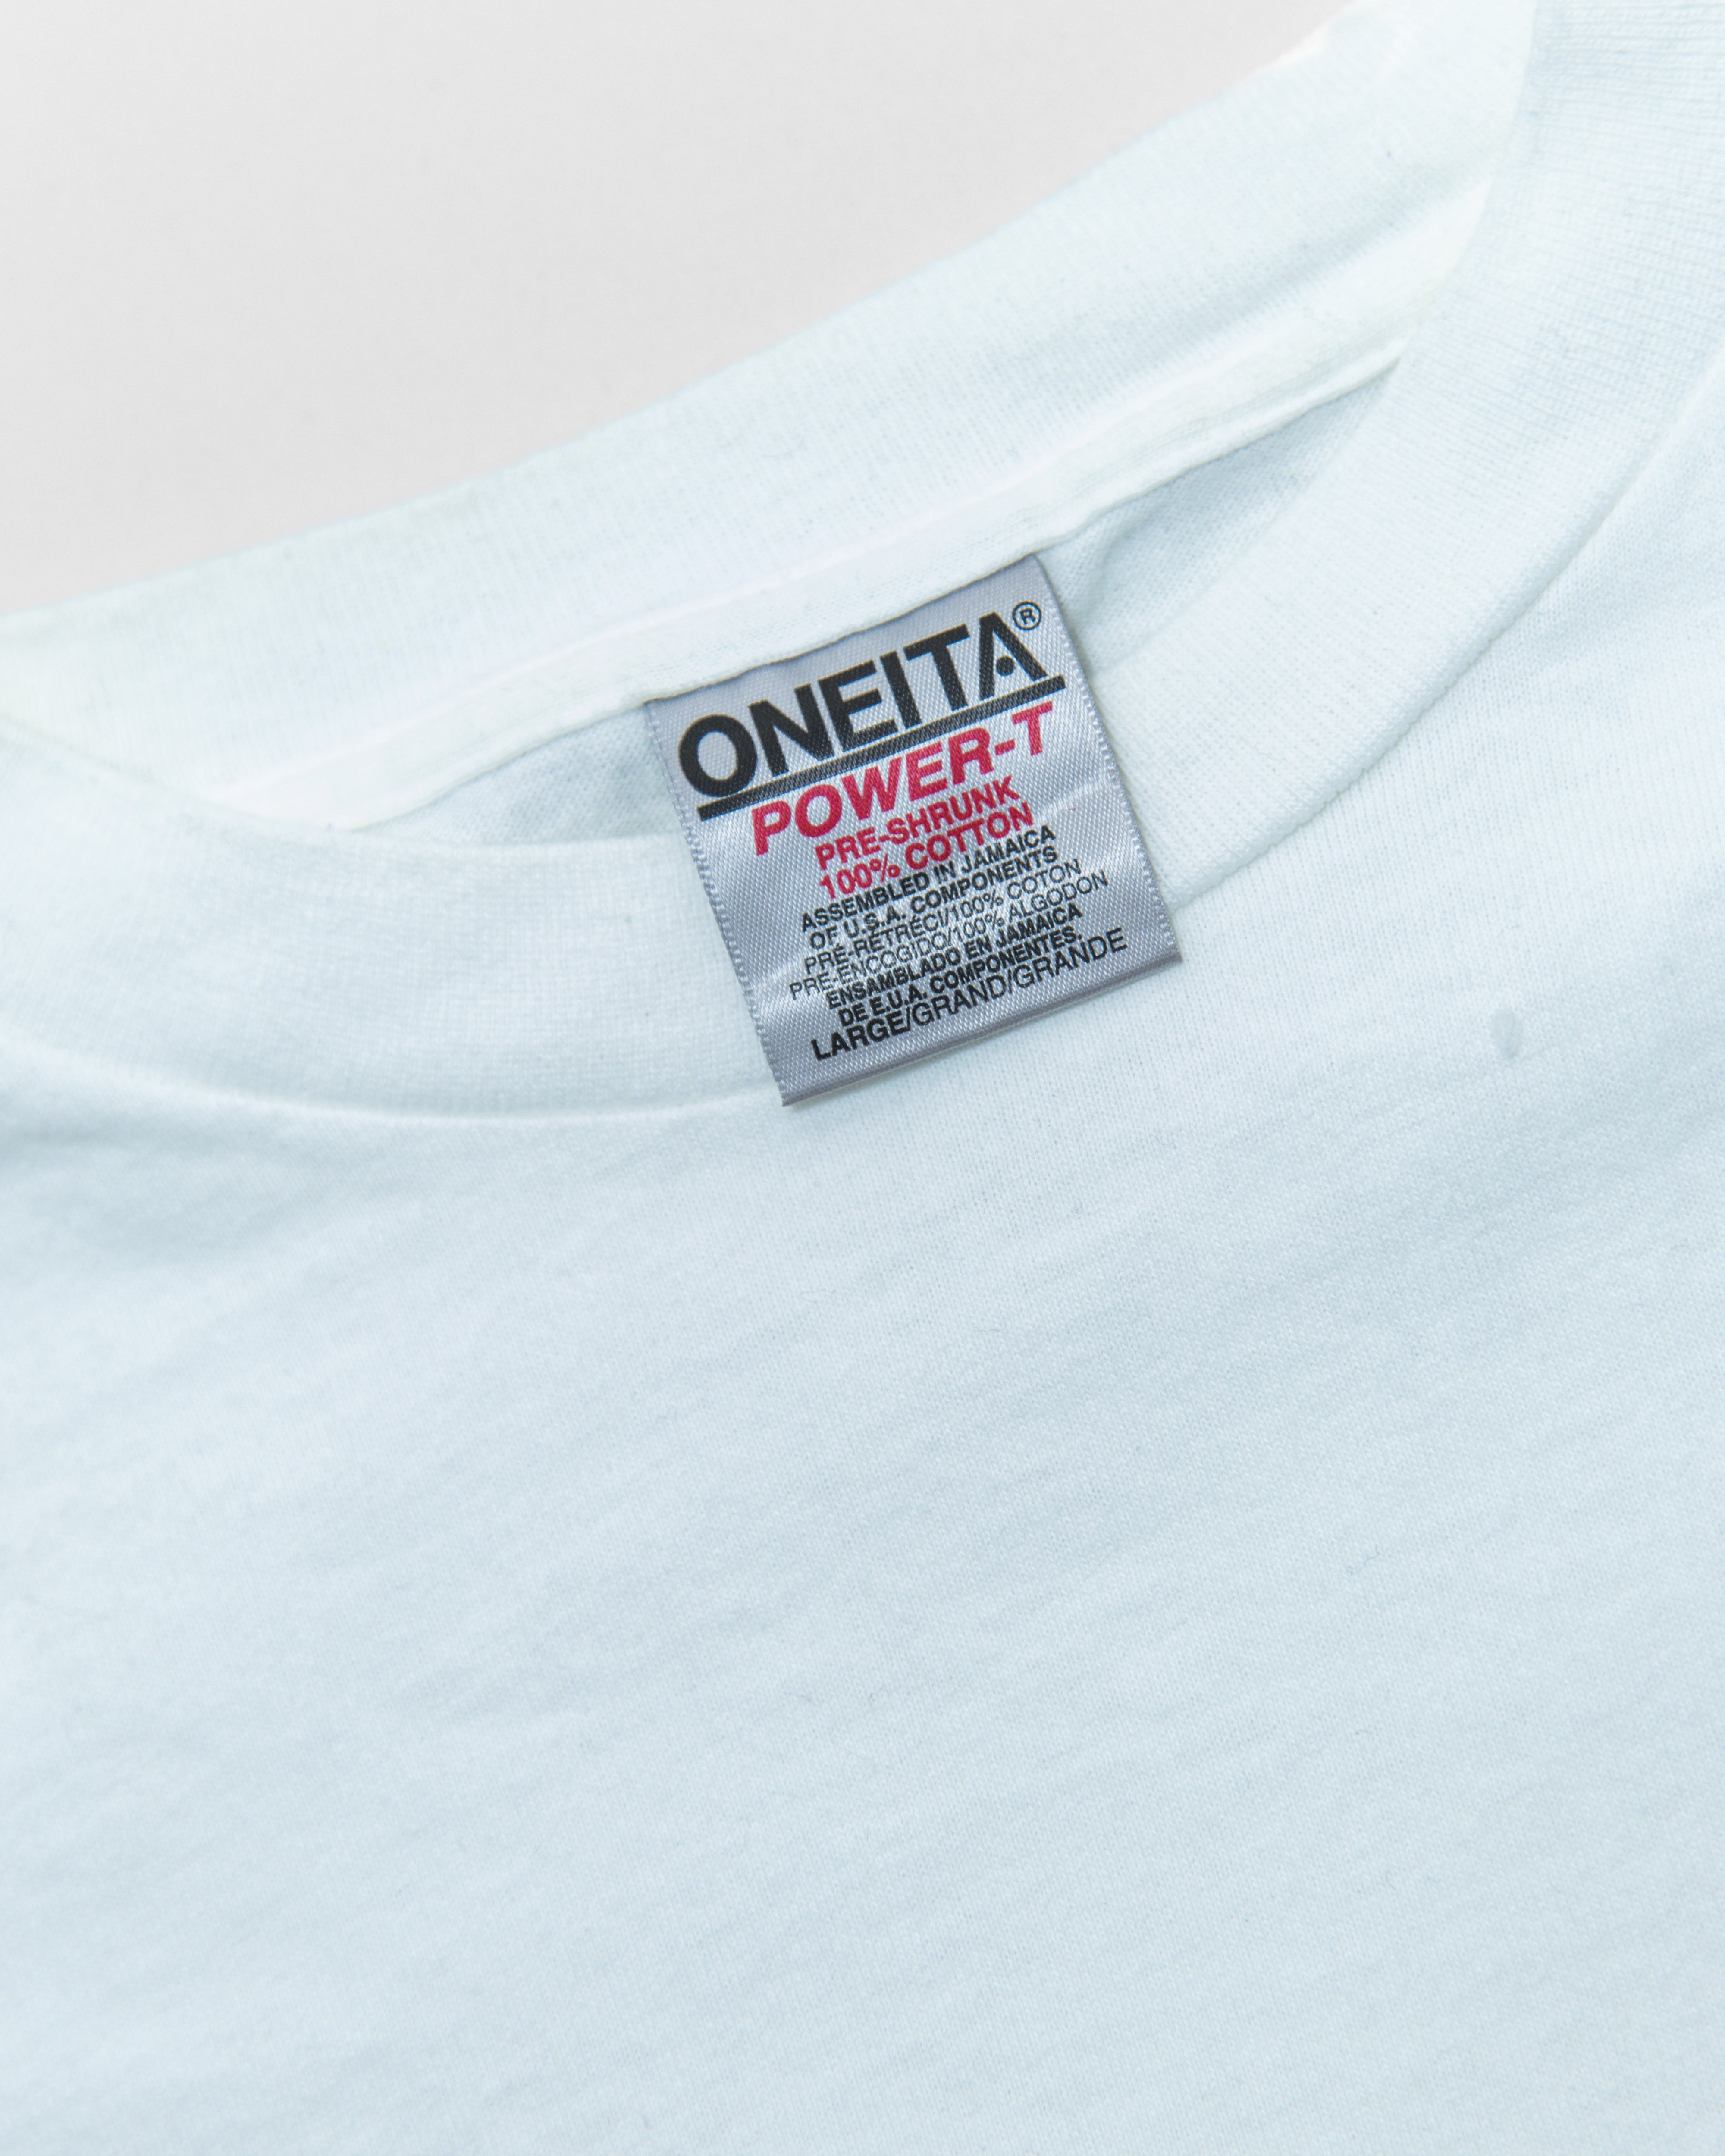 ONEITA®
POWER-T
PRE-SHRUNK
100% COTTON
ASSEMBLED IN JAMAICA
OF U.S.A. COMPONENTS
PRÉ-RÉTRÉCI/100% COTON
PRE-ENCOGIDO/100% ALGODON
ENSAMBLADO EN JAMAICA
DE E.U.A. COMPONENTES.
LARGE/GRAND/GRANDE